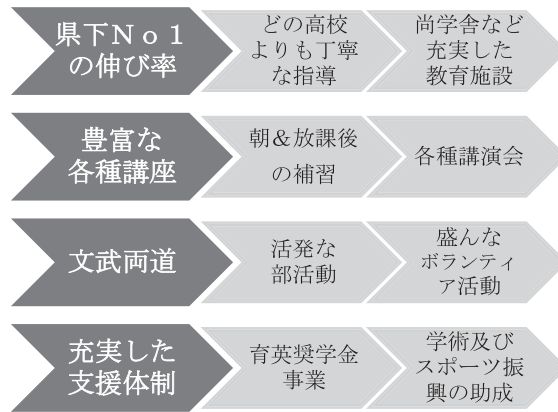 県下Ｎｏ１
の伸び率
どの高校
よりも丁寧
な指導
尚学舎など
充実した
教育施設
豊富な
各種講座
朝＆放課後
の補習
各種講演会
文武両道
活発な
部活動
盛んな
ボランティ
ア活動
充実した
支援体制
育英奨学金
事業
学術及び
スポーツ振
興の助成